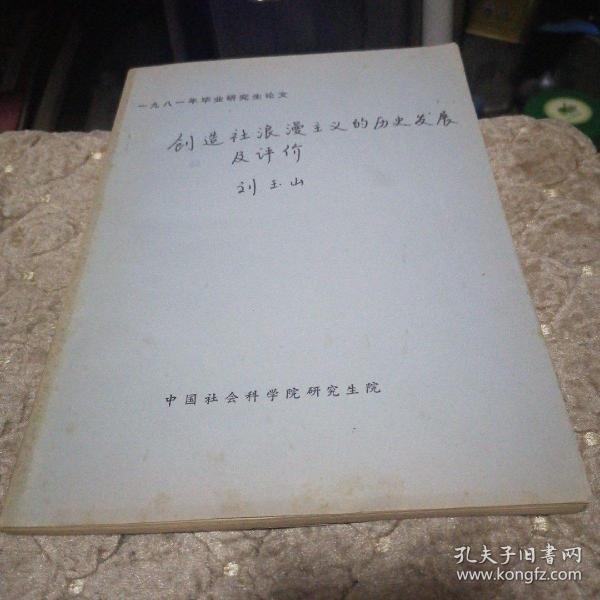 一九八一年毕业研究生论文
创造社浪漫主义的历史发展
及评价
刘玉山
中国社会科学院研究生院
孔夫子旧书网
www.kongfz.com